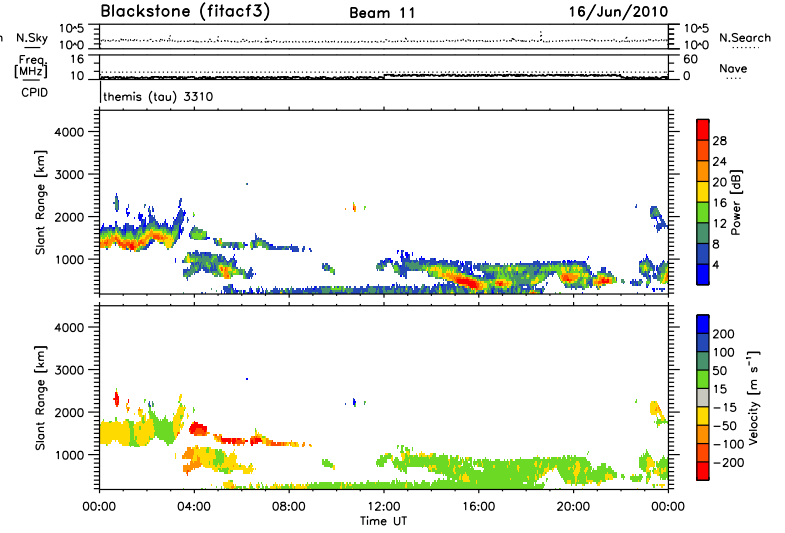 Blackstone (fitacf3) Beam 11 16/Jun/2010
N.Sky 10^5 10^5 N.Search
10^0 10^0
Freq. 16 60
[MHz] 10 0 Nave
CPID themis (tau) 3310
4000
3000
2000
1000
Slant Range [km]
28
24
20
16
12
8
4
Power [dB]
4000
3000
2000
1000
Slant Range [km]
200
100
50
15
-15
-50
-100
-200
Velocity [m s⁻¹]
00:00 04:00 08:00 12:00 16:00 20:00 00:00
Time UT